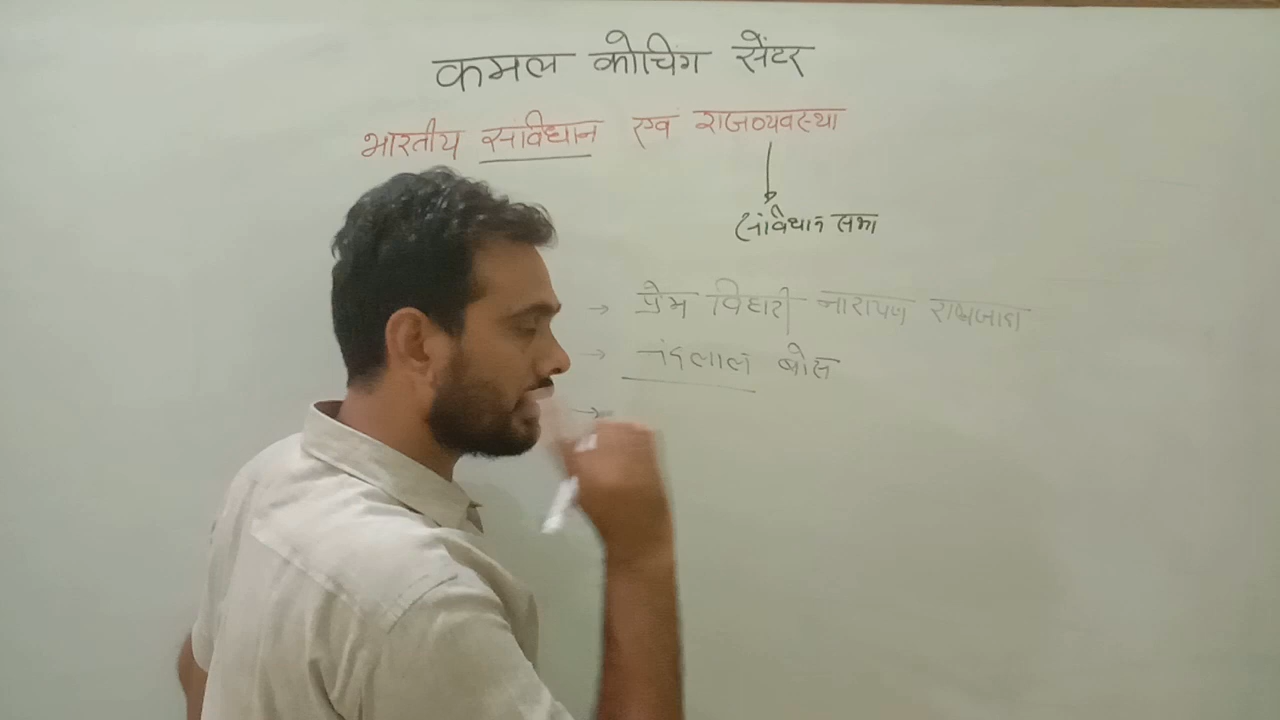 कमल कोचिंग सेंटर
भारतीय संविधान एवं राजव्यवस्था
संविधान सभा
→ प्रेम विहारी नारायण रायजादा
→ नंदलाल बोस
→